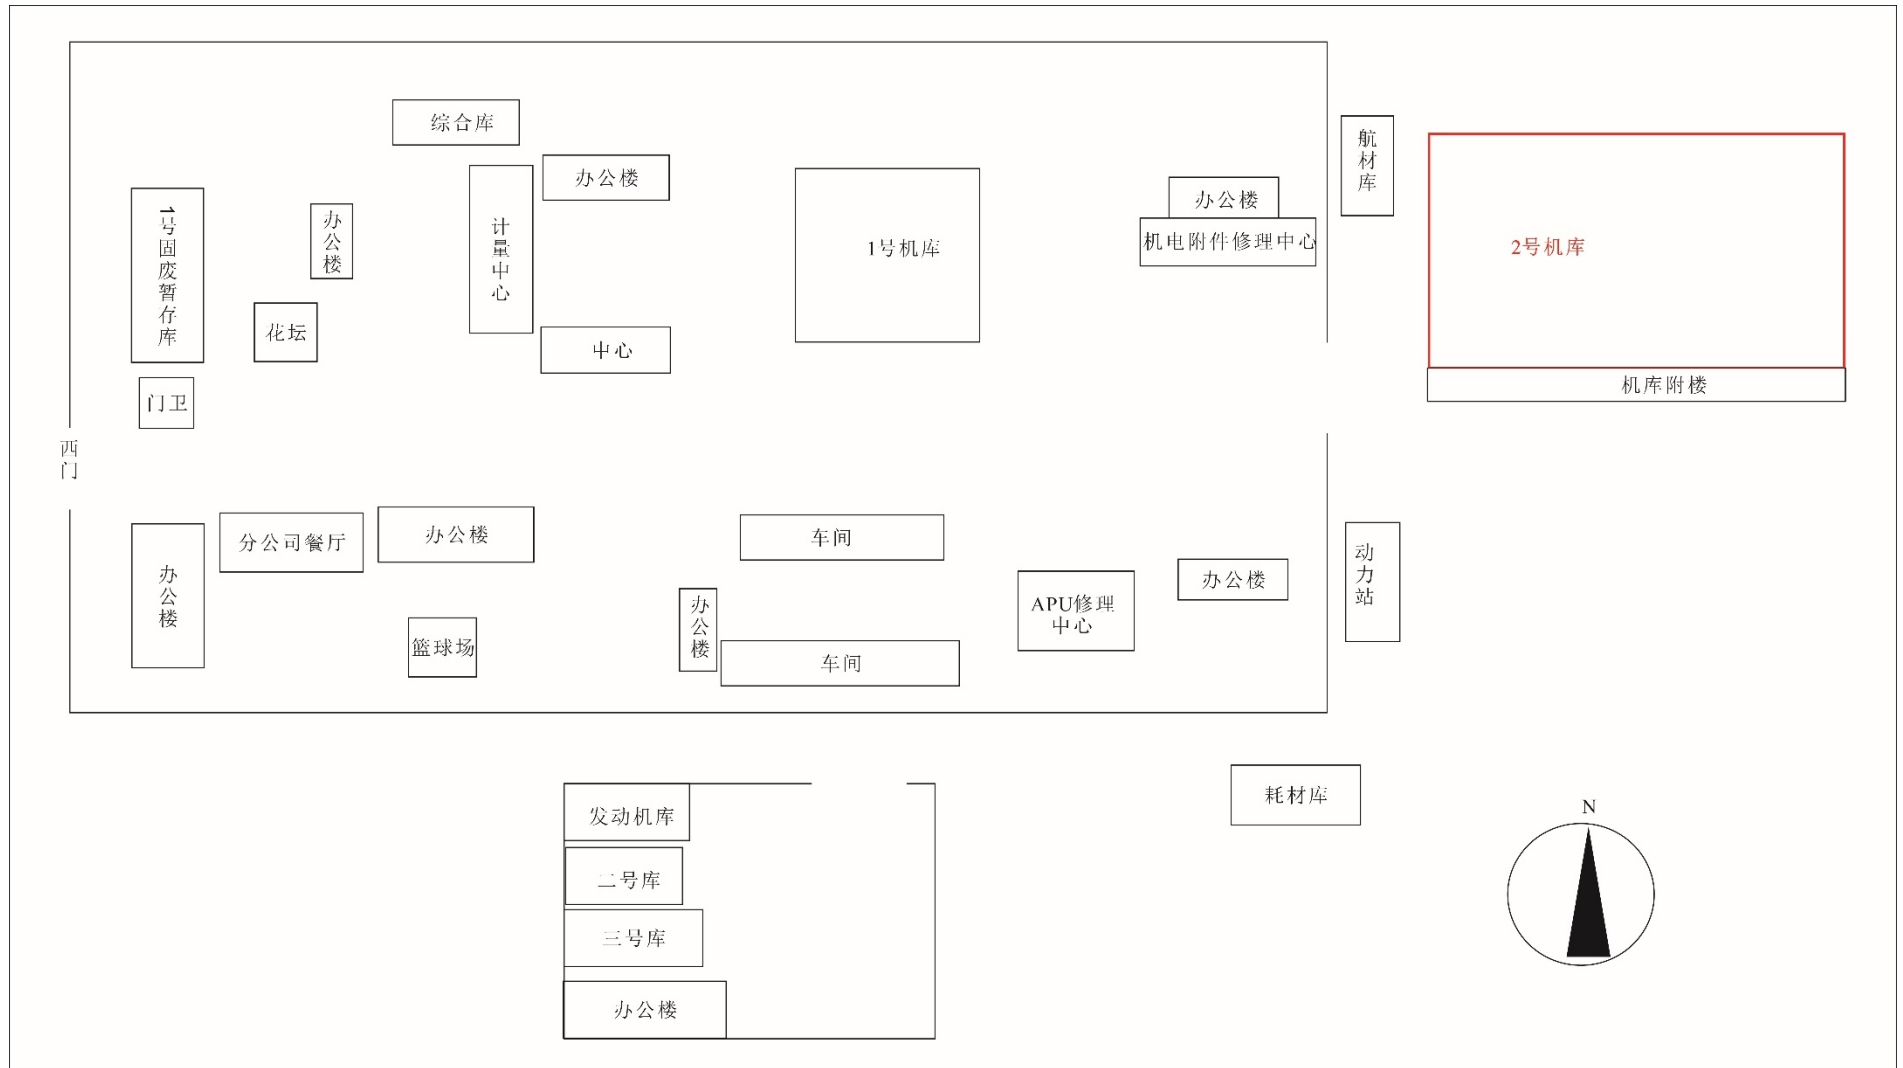 综合库
办公楼
航材库
1号固废暂存库
办公楼
计量中心
1号机库
办公楼
机电附件修理中心
2号机库
花坛
中心
机库附楼
门卫
西门
办公楼
分公司餐厅
办公楼
车间
动力站
办公楼
APU修理
中心
办公楼
篮球场
车间
耗材库
发动机库
二号库
三号库
办公楼
N